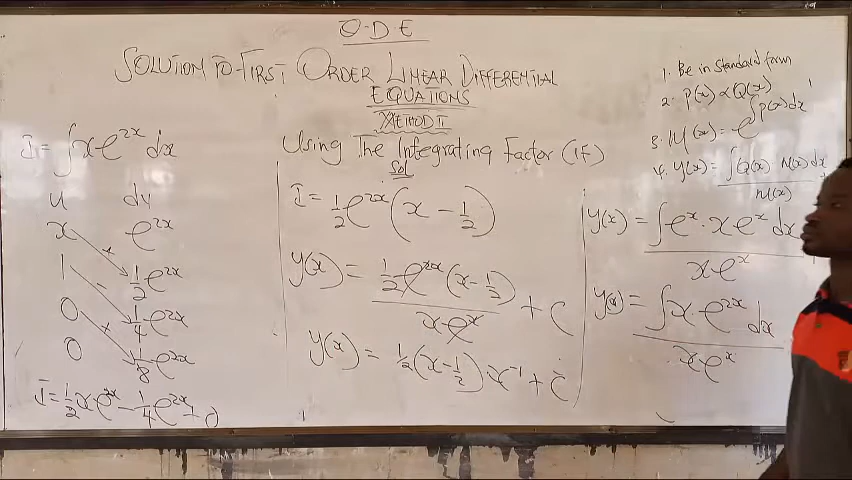 O.D.E
SOLUTION TO FIRST ORDER LINEAR DIFFERENTIAL
EQUATIONS
METHOD II
Using The Integrating Factor (IF)
Sol
I = ∫xe^{2x} dx
u dv
x e^{2x}
+
1 1/2 e^{2x}
-
0 1/4 e^{2x}
+
0 1/8 e^{2x}
I = 1/2 xe^{2x} - 1/4 e^{2x} + 0
I = 1/2 e^{2x} (x - 1/2)
y(x) = 1/2 e^{2x} (x - 1/2) / x e^x + C
y(x) = 1/2 (x - 1/2) x^{-1} + C
1. Be in standard form
2. P(x) & Q(x)
3. μ(x) = e^{∫p(x)dx}
4. y(x) = ∫Q(x) · μ(x) dx / μ(x)
y(x) = ∫e^x · xe^x dx / xe^x
y(x) = ∫x · e^{2x} dx / x e^x